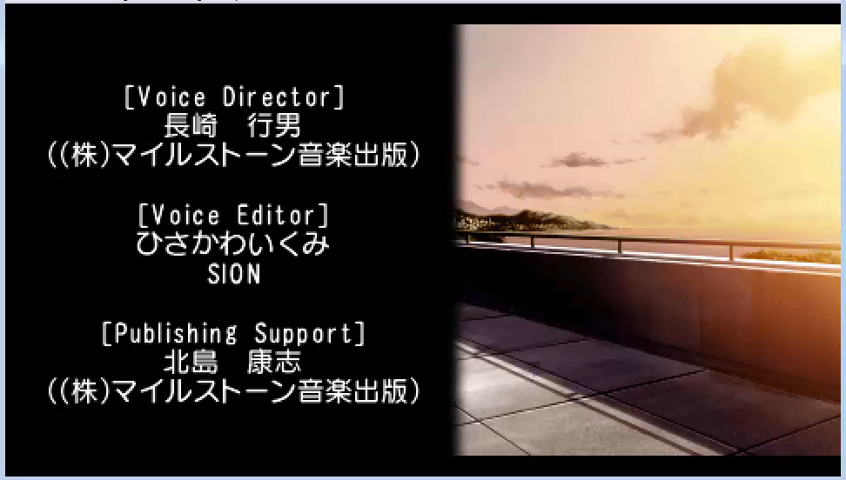 [Voice Director]
長崎　行男
((株)マイルストーン音楽出版)
[Voice Editor]
ひさかわいくみ
SION
[Publishing Support]
北島　康志
((株)マイルストーン音楽出版)